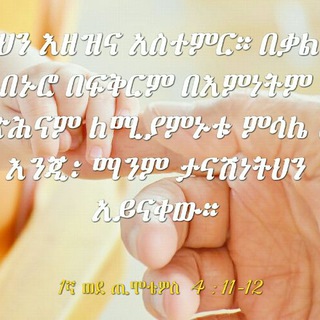 ህን እዘዝና አስተምር። በቃል
በኑሮ በፍቅርም በእምነትም
ጽሕናም ለሚያምኑቱ ምሳሌ
እንጂ፥ ማንም ታናሽነትህን
አይናቀው።
1ኛ ወደ ጢሞቴዎስ 4 : 11-12